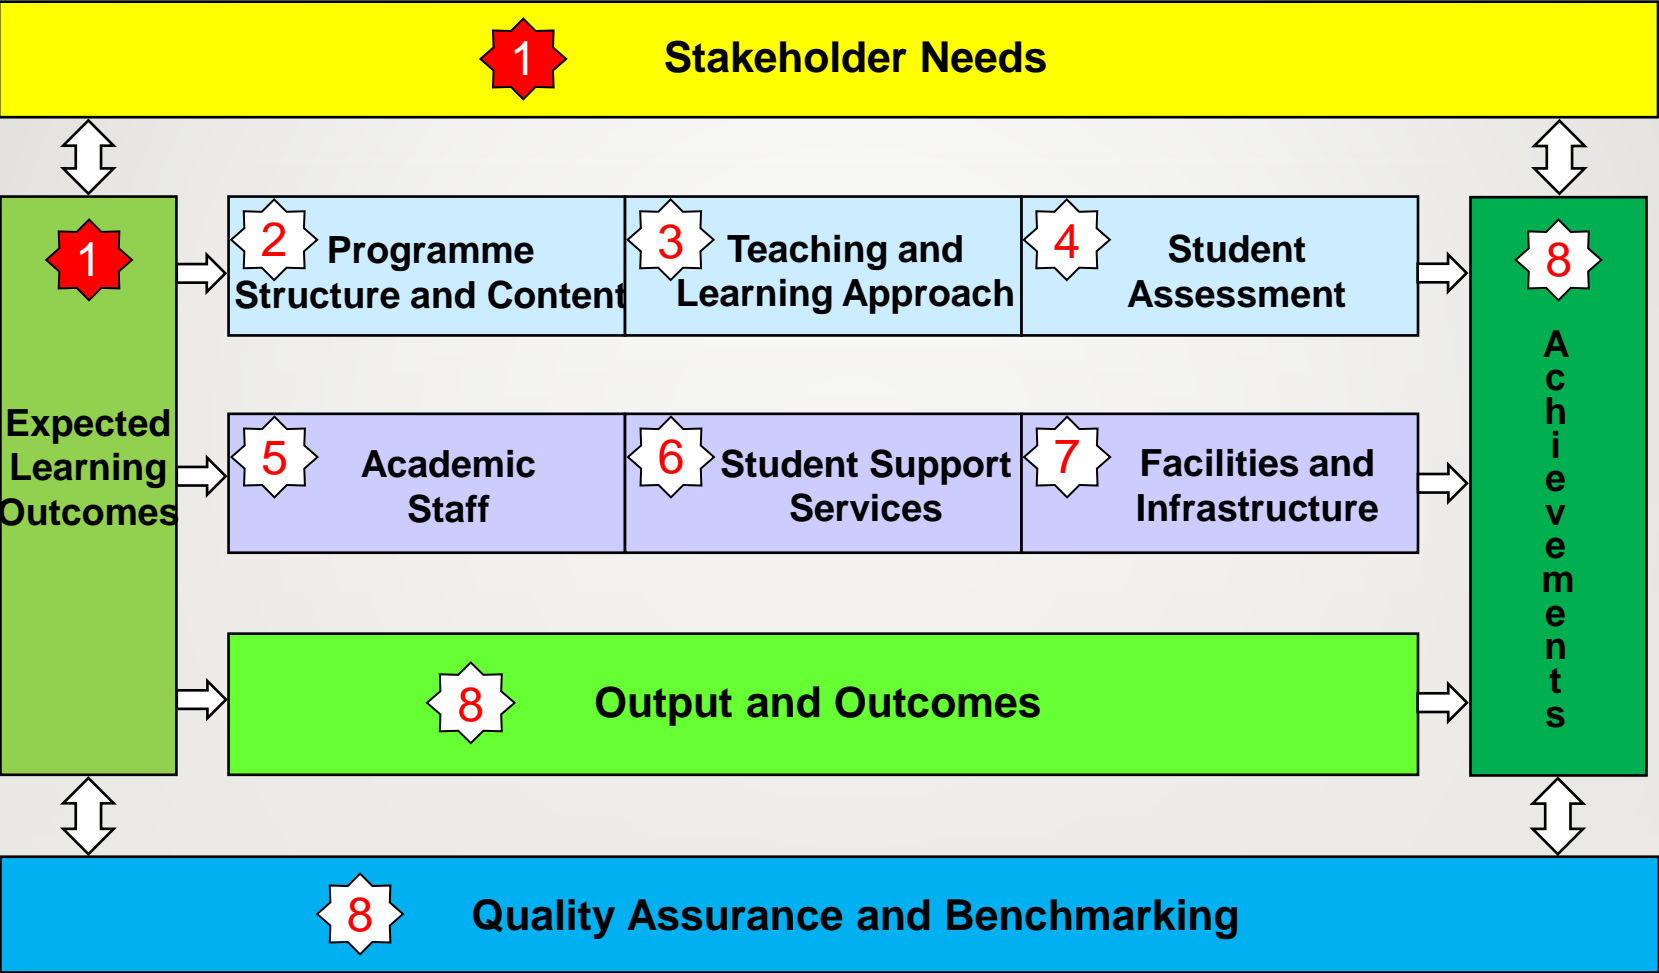 1 Stakeholder Needs
1
Expected
Learning
Outcomes
2
Programme
Structure and Content
3
Teaching and
Learning Approach
4
Student
Assessment
5
Academic
Staff
6
Student Support
Services
7
Facilities and
Infrastructure
8 Output and Outcomes
8
A
c
h
i
e
v
e
m
e
n
t
s
8 Quality Assurance and Benchmarking